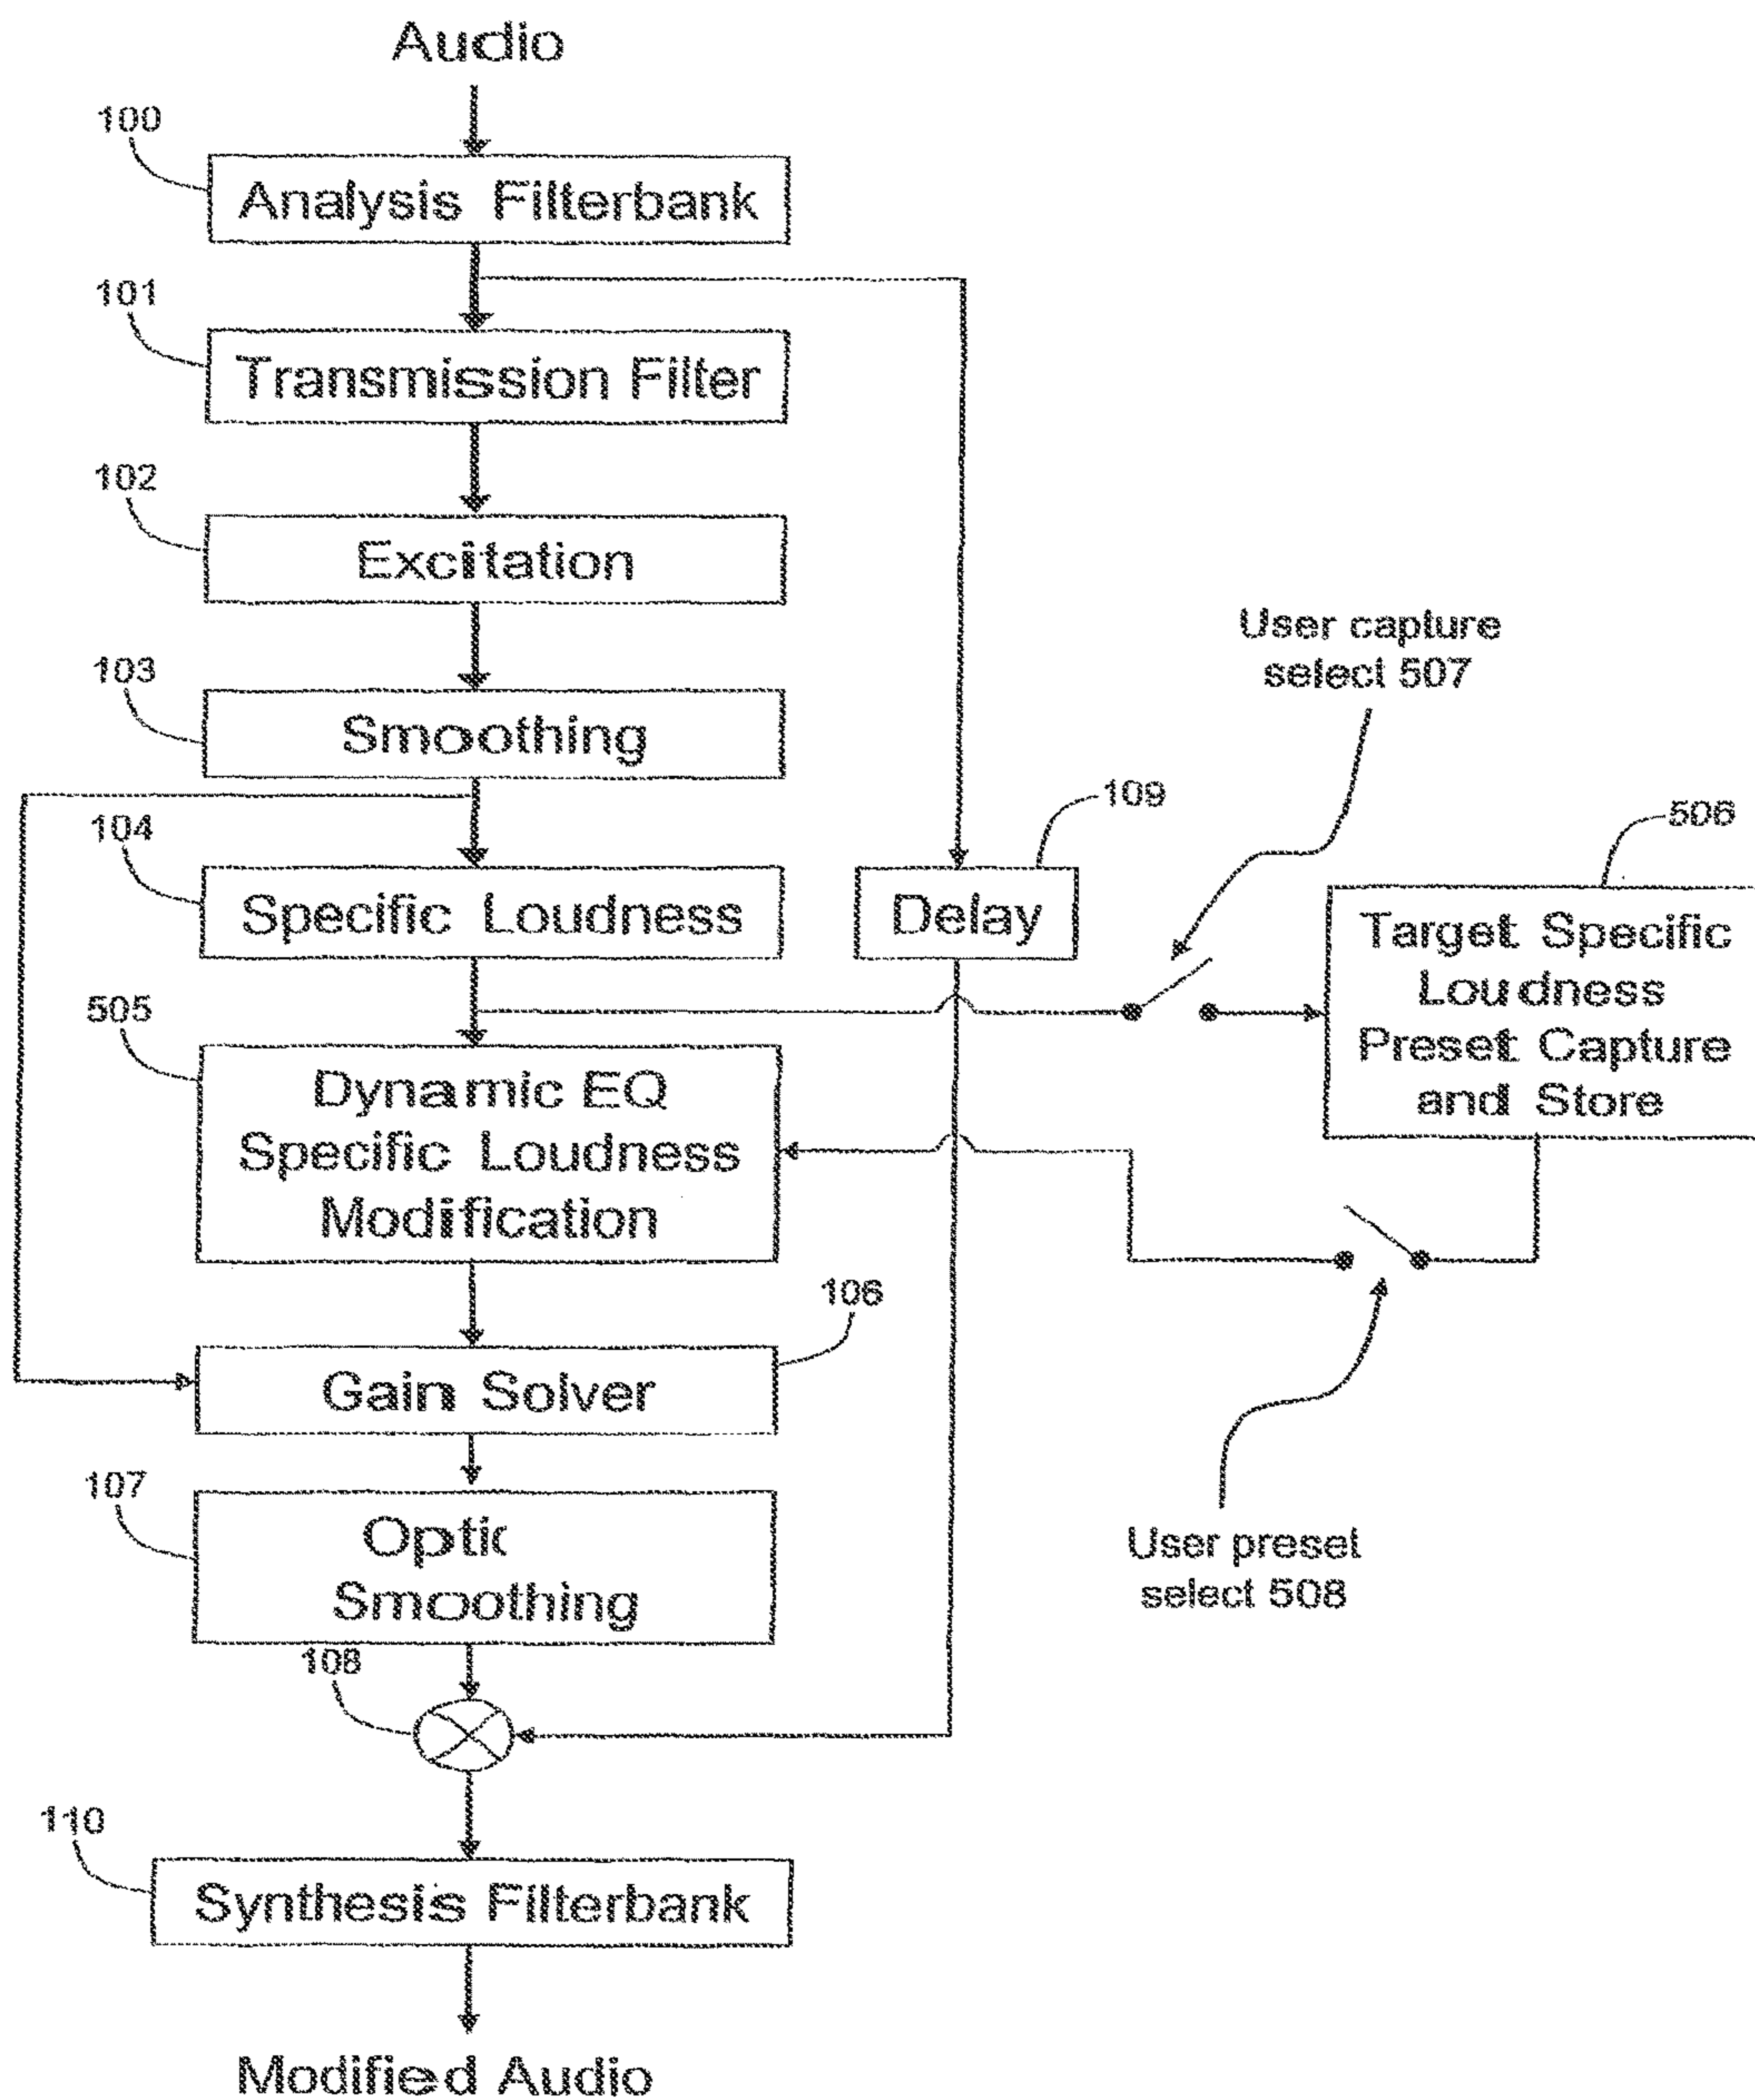 Audio
100
Analysis Filterbank
101
Transmission Filter
102
Excitation
103
Smoothing
104
Specific Loudness
109
Delay
User capture
select 507
506
Target Specific
Loudness
Preset Capture
and Store
505
Dynamic EQ
Specific Loudness
Modification
106
Gain Solver
User preset
select 508
107
Optic
Smoothing
108
110
Synthesis Filterbank
Modified Audio